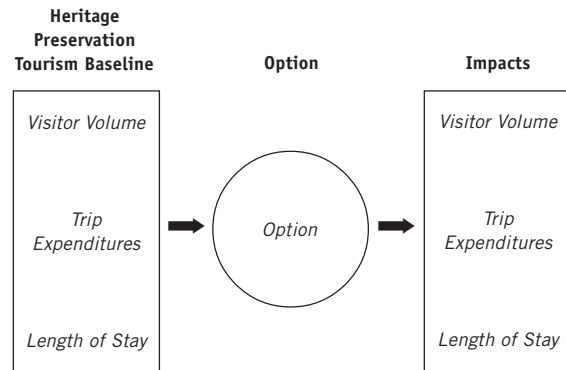 Heritage
Preservation
Tourism Baseline
Option
Impacts
Visitor Volume
Trip
Expenditures
Length of Stay
Option
Visitor Volume
Trip
Expenditures
Length of Stay